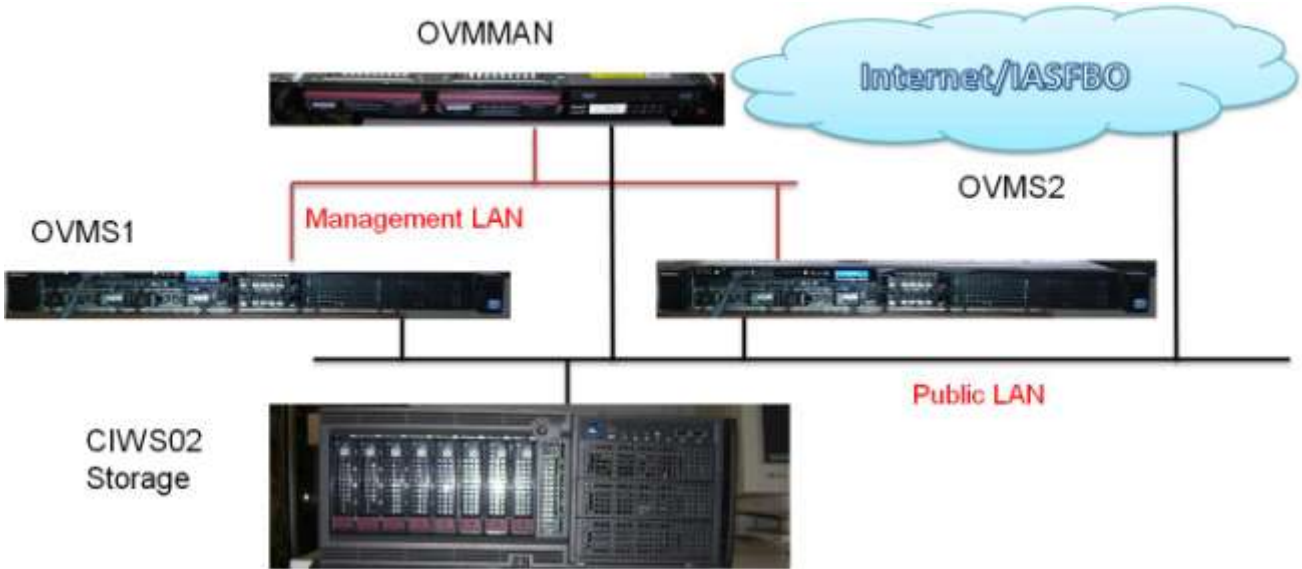 OVMMAN
Internet/IASFBO
OVMS2
Management LAN
OVMS1
Public LAN
CIWS02
Storage